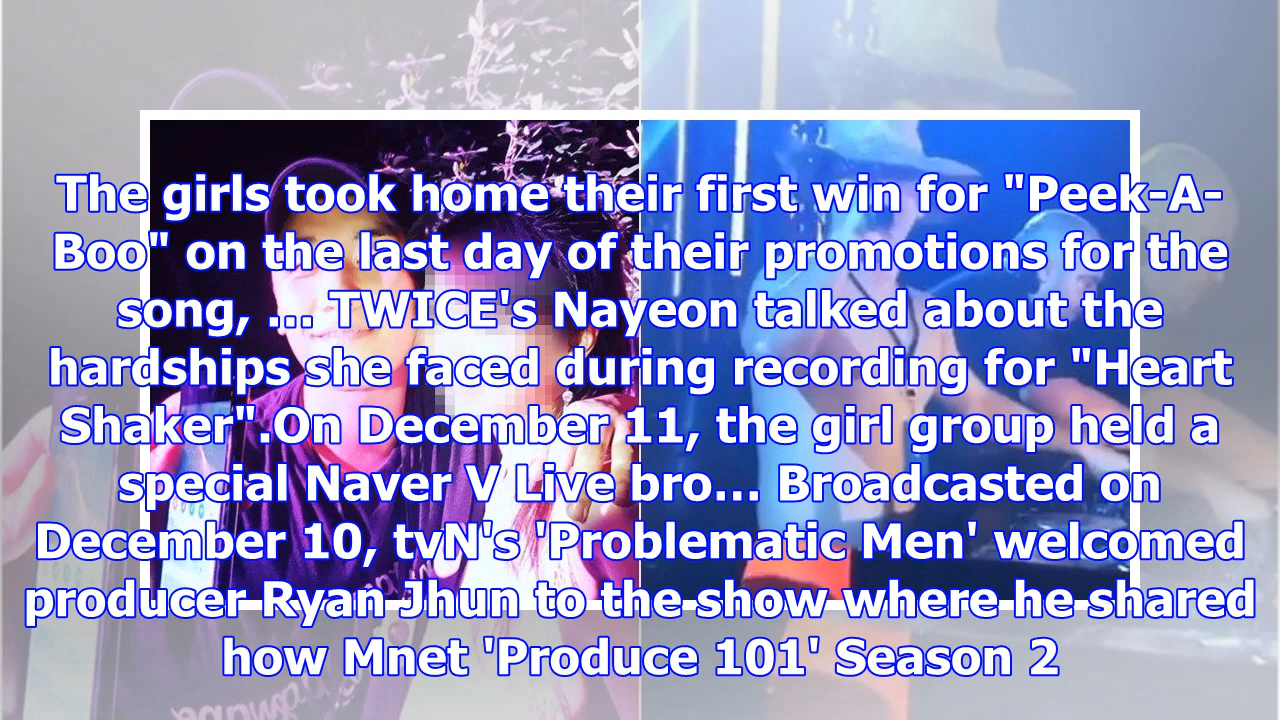 The girls took home their first win for "Peek-A-
Boo" on the last day of their promotions for the
song, ... TWICE's Nayeon talked about the
hardships she faced during recording for "Heart
Shaker".On December 11, the girl group held a
special Naver V Live bro... Broadcasted on
December 10, tvN's 'Problematic Men' welcomed
producer Ryan Jhun to the show where he shared
how Mnet 'Produce 101' Season 2